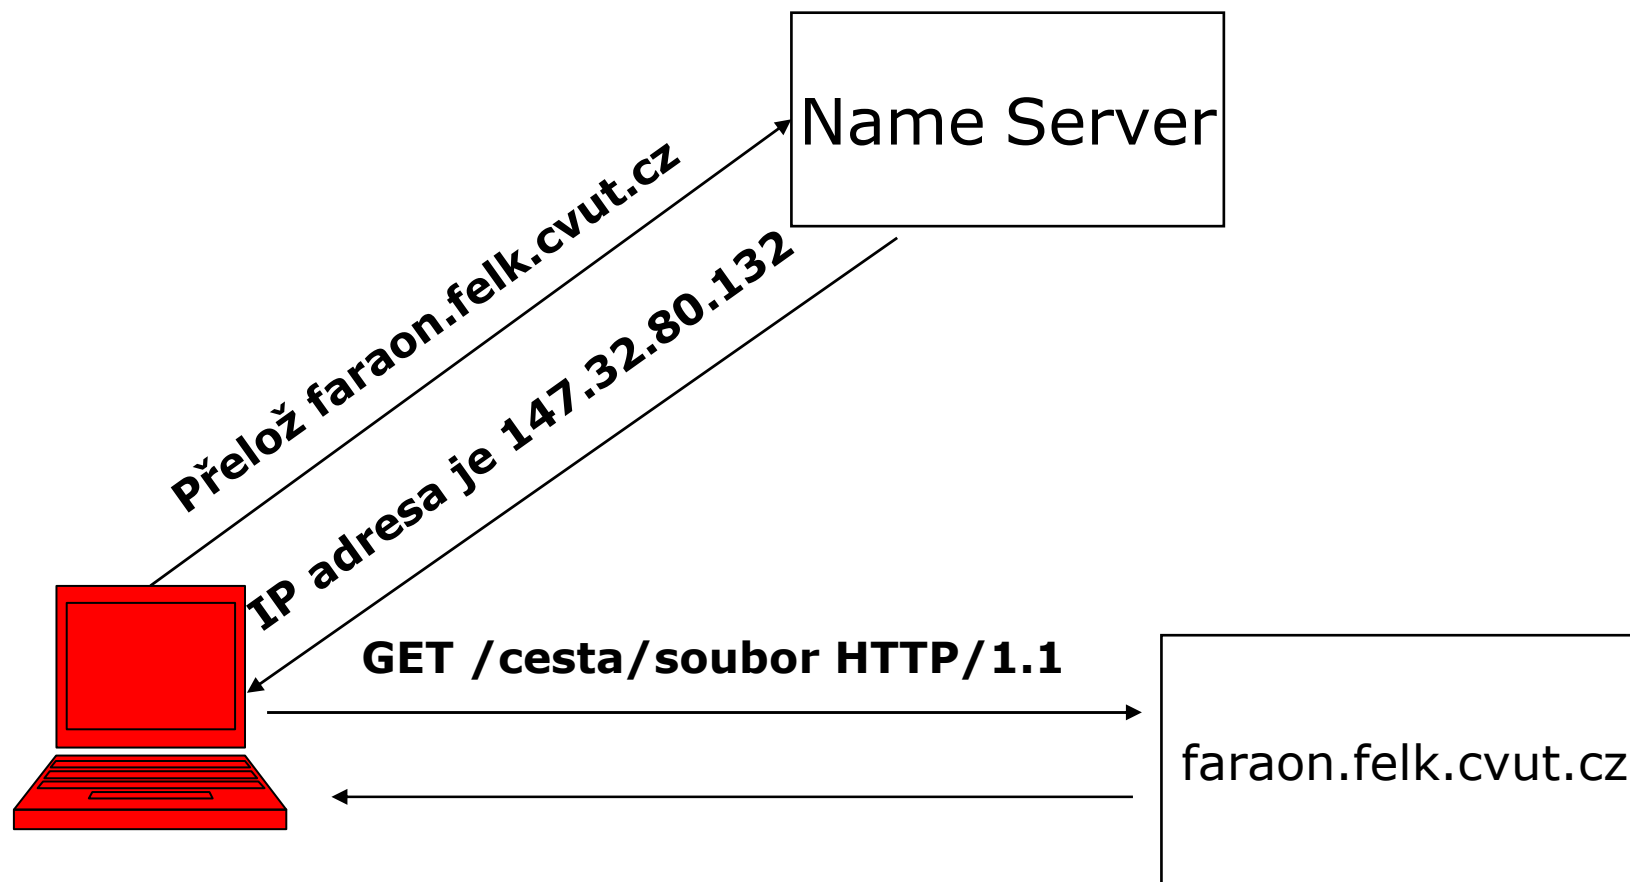 Name Server
Přelož faraon.felk.cvut.cz
IP adresa je 147.32.80.132
GET /cesta/soubor HTTP/1.1
faraon.felk.cvut.cz